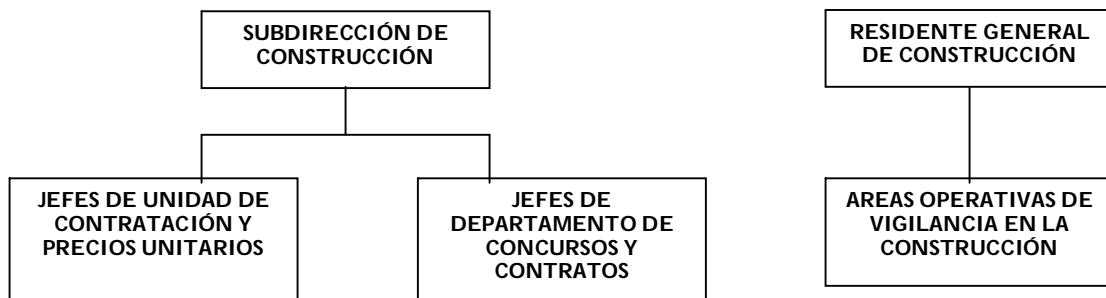 SUBDIRECCIÓN DE
CONSTRUCCIÓN
RESIDENTE GENERAL
DE CONSTRUCCIÓN
JEFES DE UNIDAD DE
CONTRATACIÓN Y
PRECIOS UNITARIOS
JEFES DE
DEPARTAMENTO DE
CONCURSOS Y
CONTRATOS
AREAS OPERATIVAS DE
VIGILANCIA EN LA
CONSTRUCCIÓN